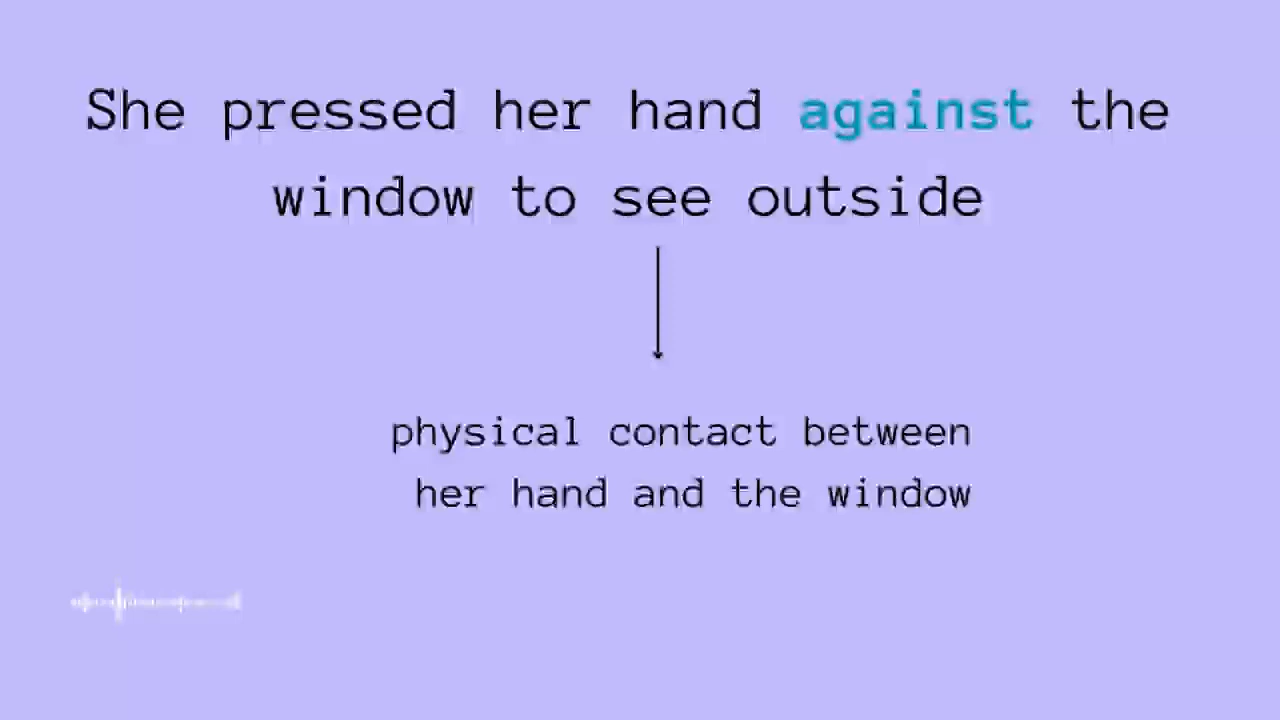 She pressed her hand against the
window to see outside
physical contact between
her hand and the window